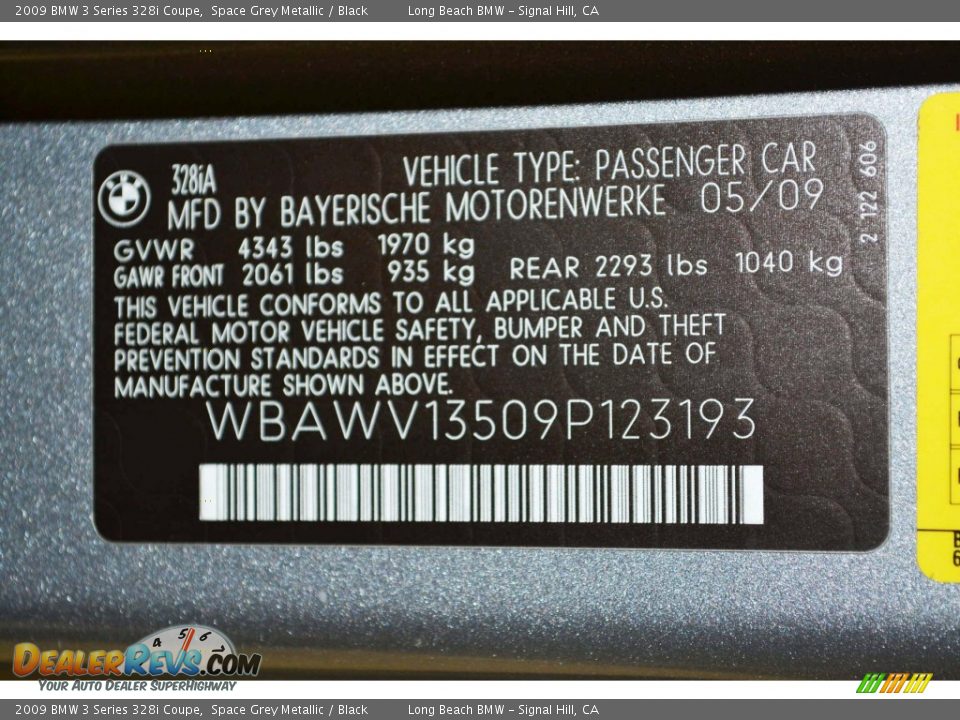 2009 BMW 3 Series 328i Coupe, Space Grey Metallic / Black Long Beach BMW - Signal Hill, CA
328iA
VEHICLE TYPE: PASSENGER CAR
MFD BY BAYERISCHE MOTORENWERKE 05/09
GVWR 4343 lbs 1970 kg
GAWR FRONT 2061 lbs 935 kg REAR 2293 lbs 1040 kg
THIS VEHICLE CONFORMS TO ALL APPLICABLE U.S.
FEDERAL MOTOR VEHICLE SAFETY, BUMPER AND THEFT
PREVENTION STANDARDS IN EFFECT ON THE DATE OF
MANUFACTURE SHOWN ABOVE.
WBAWV13509P123193
2 122 606
4 5 6
DEALERREVS.COM
YOUR AUTO DEALER SUPERHIGHWAY
2009 BMW 3 Series 328i Coupe, Space Grey Metallic / Black Long Beach BMW - Signal Hill, CA